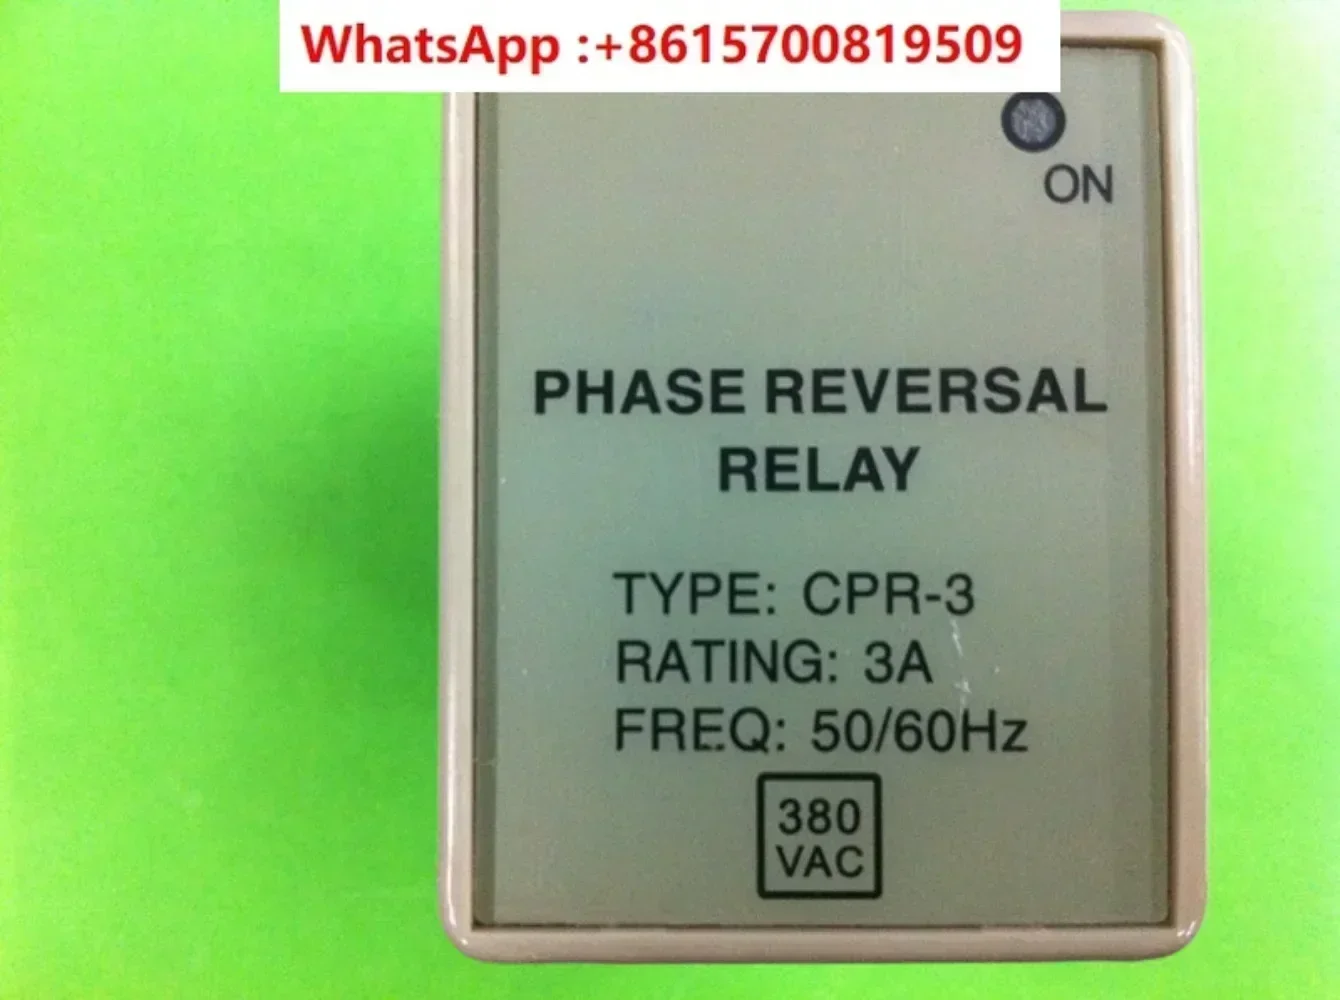 WhatsApp :+8615700819509
ON
PHASE REVERSAL
RELAY
TYPE: CPR-3
RATING: 3A
FREQ: 50/60Hz
380
VAC